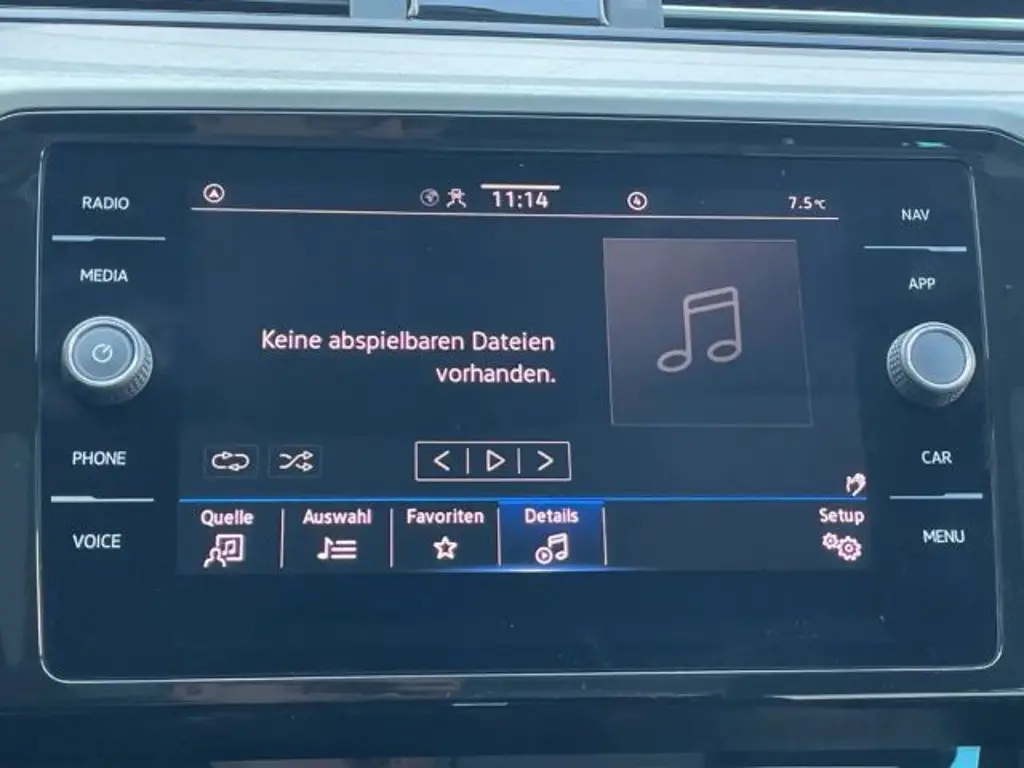 RADIO
MEDIA
PHONE
VOICE
11:14
4
7.5°C
Keine abspielbaren Dateien
vorhanden.
Quelle
Auswahl
Favoriten
Details
Setup
NAV
APP
CAR
MENU